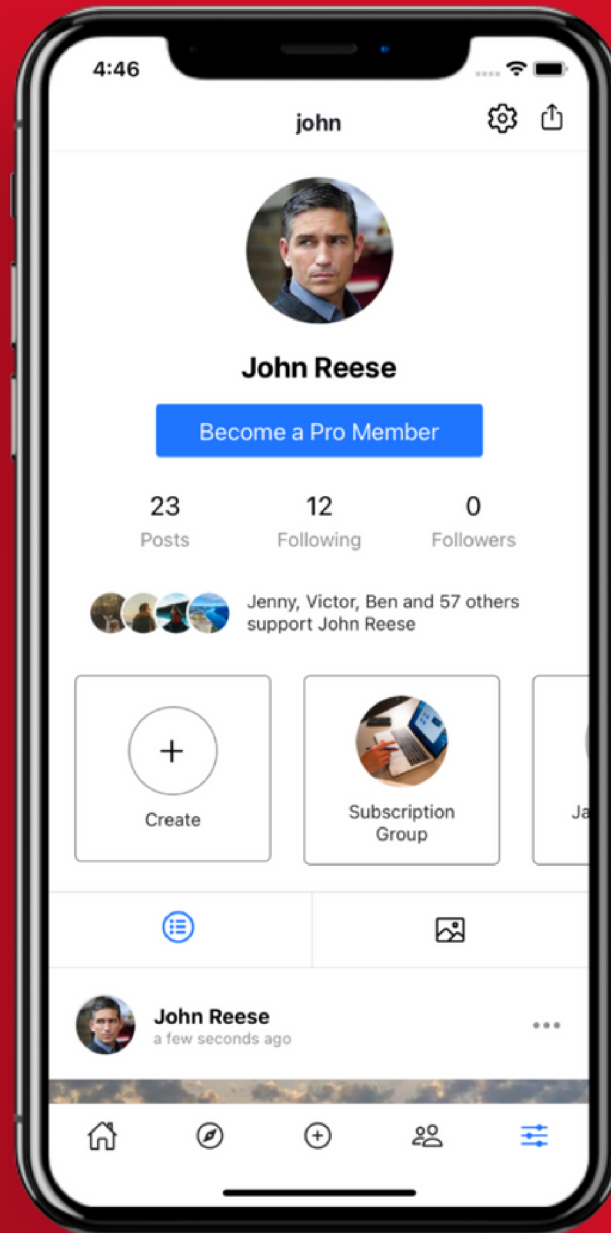 4:46
john
John Reese
Become a Pro Member
23
12
0
Posts
Following
Followers
Jenny, Victor, Ben and 57 others
support John Reese
Create
Subscription
Group
Ja
John Reese
a few seconds ago